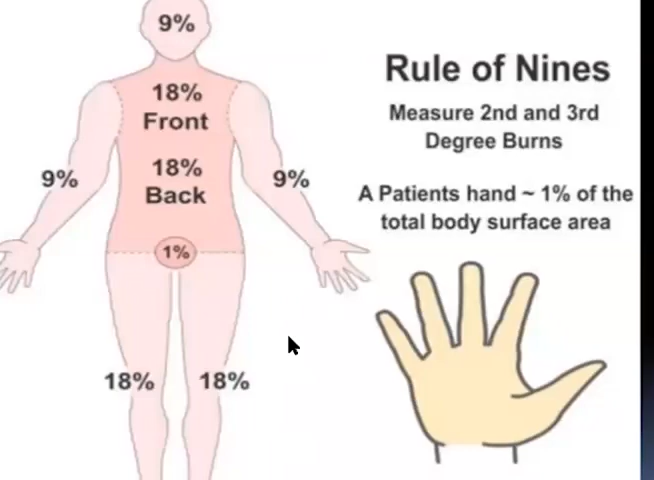 9%
18%
Front
18%
Back
9%
9%
1%
18%
18%
Rule of Nines
Measure 2nd and 3rd
Degree Burns
A Patients hand ~ 1% of the
total body surface area